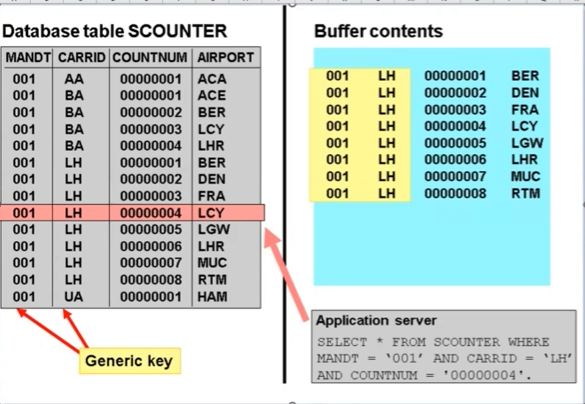 Database table SCOUNTER
MANDT CARRID COUNTNUM AIRPORT
001 AA 00000001 ACA
001 BA 00000001 ACE
001 BA 00000002 BER
001 BA 00000003 LCY
001 BA 00000004 LHR
001 LH 00000001 BER
001 LH 00000002 DEN
001 LH 00000003 FRA
001 LH 00000004 LCY
001 LH 00000005 LGW
001 LH 00000006 LHR
001 LH 00000007 MUC
001 LH 00000008 RTM
001 UA 00000001 HAM
Generic key
Buffer contents
001 LH 00000001 BER
001 LH 00000002 DEN
001 LH 00000003 FRA
001 LH 00000004 LCY
001 LH 00000005 LGW
001 LH 00000006 LHR
001 LH 00000007 MUC
001 LH 00000008 RTM
Application server
SELECT * FROM SCOUNTER WHERE
MANDT = ‘001’ AND CARRID = ‘LH’
AND COUNTNUM = '00000004'.